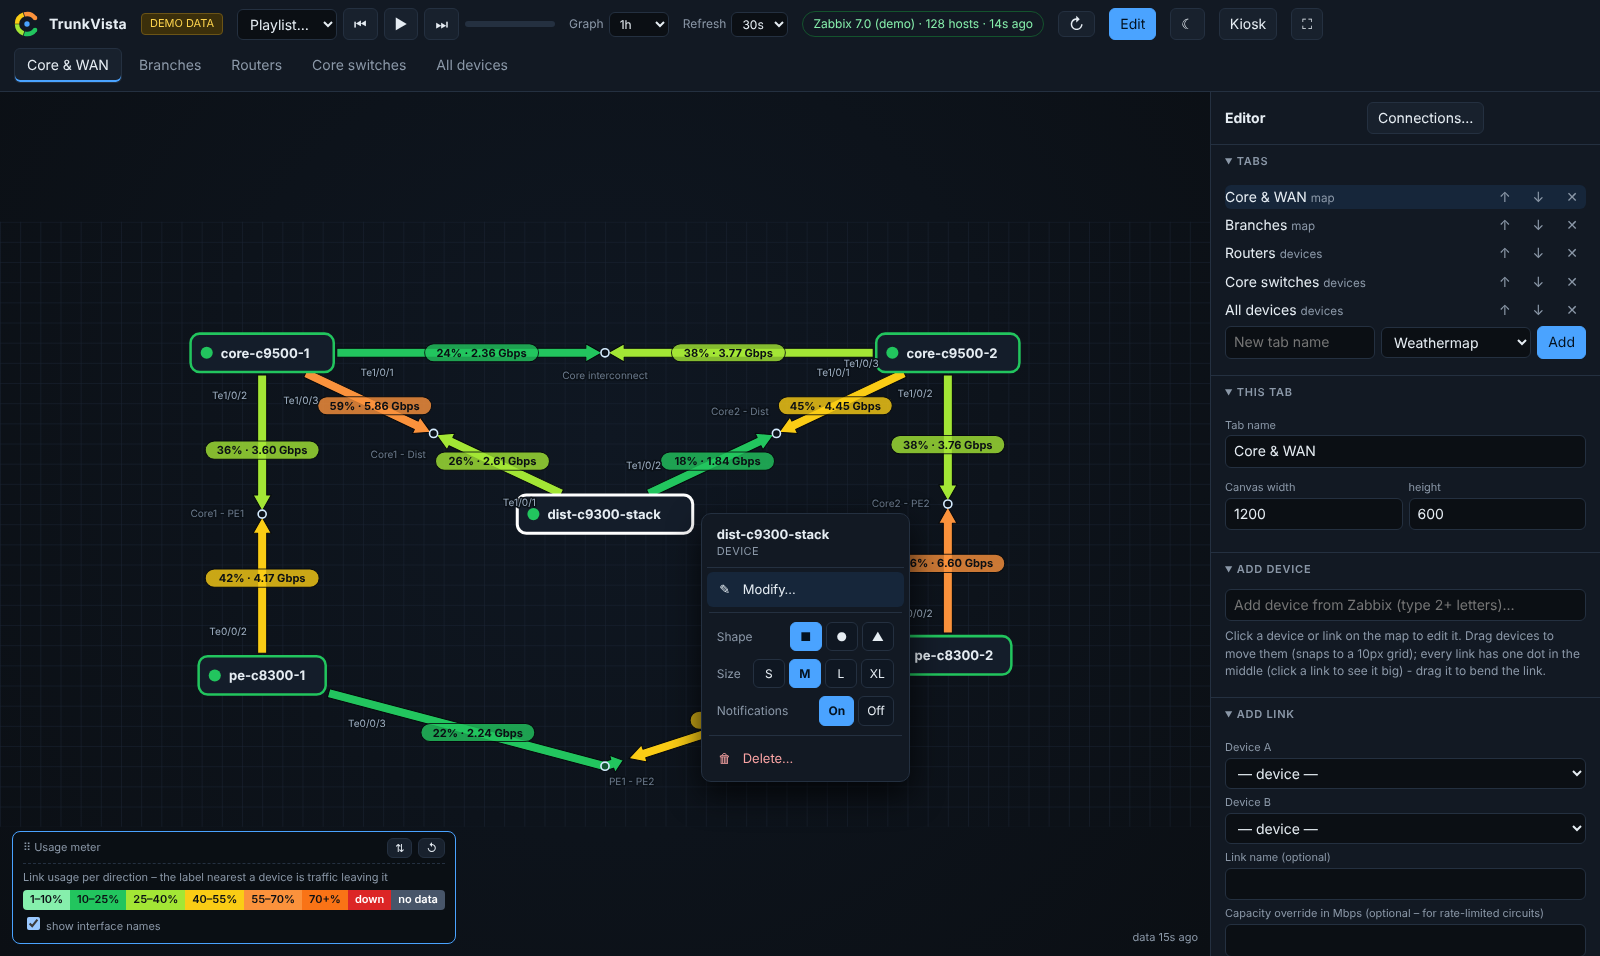 TrunkVista
DEMO DATA
Playlist...
Graph
1h
Refresh
30s
Zabbix 7.0 (demo) · 128 hosts · 14s ago
Edit
Kiosk
Core & WAN
Branches
Routers
Core switches
All devices
core-c9500-1
24% · 2.36 Gbps
38% · 3.77 Gbps
core-c9500-2
Te1/0/3
Te1/0/1
Te1/0/1
Core interconnect
Te1/0/2
Te1/0/3
59% · 5.86 Gbps
45% · 4.45 Gbps
Te1/0/2
Core2 - Dist
36% · 3.60 Gbps
Core1 - Dist
26% · 2.61 Gbps
Te1/0/2
18% · 1.84 Gbps
38% · 3.76 Gbps
Te1/0/1
Core1 - PE1
dist-c9300-stack
Core2 - PE2
42% · 4.17 Gbps
6% · 6.60 Gbps
Te0/0/2
0/0/2
pe-c8300-1
pe-c8300-2
Te0/0/3
22% · 2.24 Gbps
PE1 - PE2
dist-c9300-stack
DEVICE
Modify...
Shape
Size
S
M
L
XL
Notifications
On
Off
Delete...
Usage meter
Link usage per direction – the label nearest a device is traffic leaving it
1–10%
10–25%
25–40%
40–55%
55–70%
70+%
down
no data
show interface names
data 15s ago
Editor
Connections...
TABS
Core & WAN map
Branches map
Routers devices
Core switches devices
All devices devices
New tab name
Weathermap
Add
THIS TAB
Tab name
Core & WAN
Canvas width
height
1200
600
ADD DEVICE
Add device from Zabbix (type 2+ letters)...
Click a device or link on the map to edit it. Drag devices to
move them (snaps to a 10px grid); every link has one dot in the
middle (click a link to see it big) - drag it to bend the link.
ADD LINK
Device A
— device —
Device B
— device —
Link name (optional)
Capacity override in Mbps (optional – for rate-limited circuits)